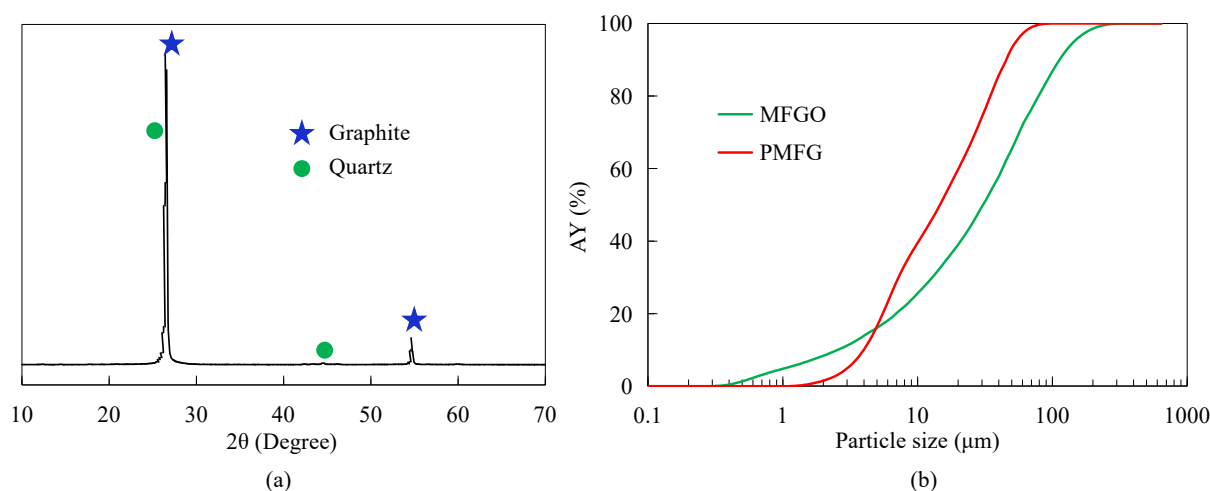 Graphite
Quartz
10 20 30 40 50 60 70
2θ (Degree)
(a)
100
80
60
40
20
0
AY (%)
MFGO
PMFG
0.1 1 10 100 1000
Particle size (μm)
(b)